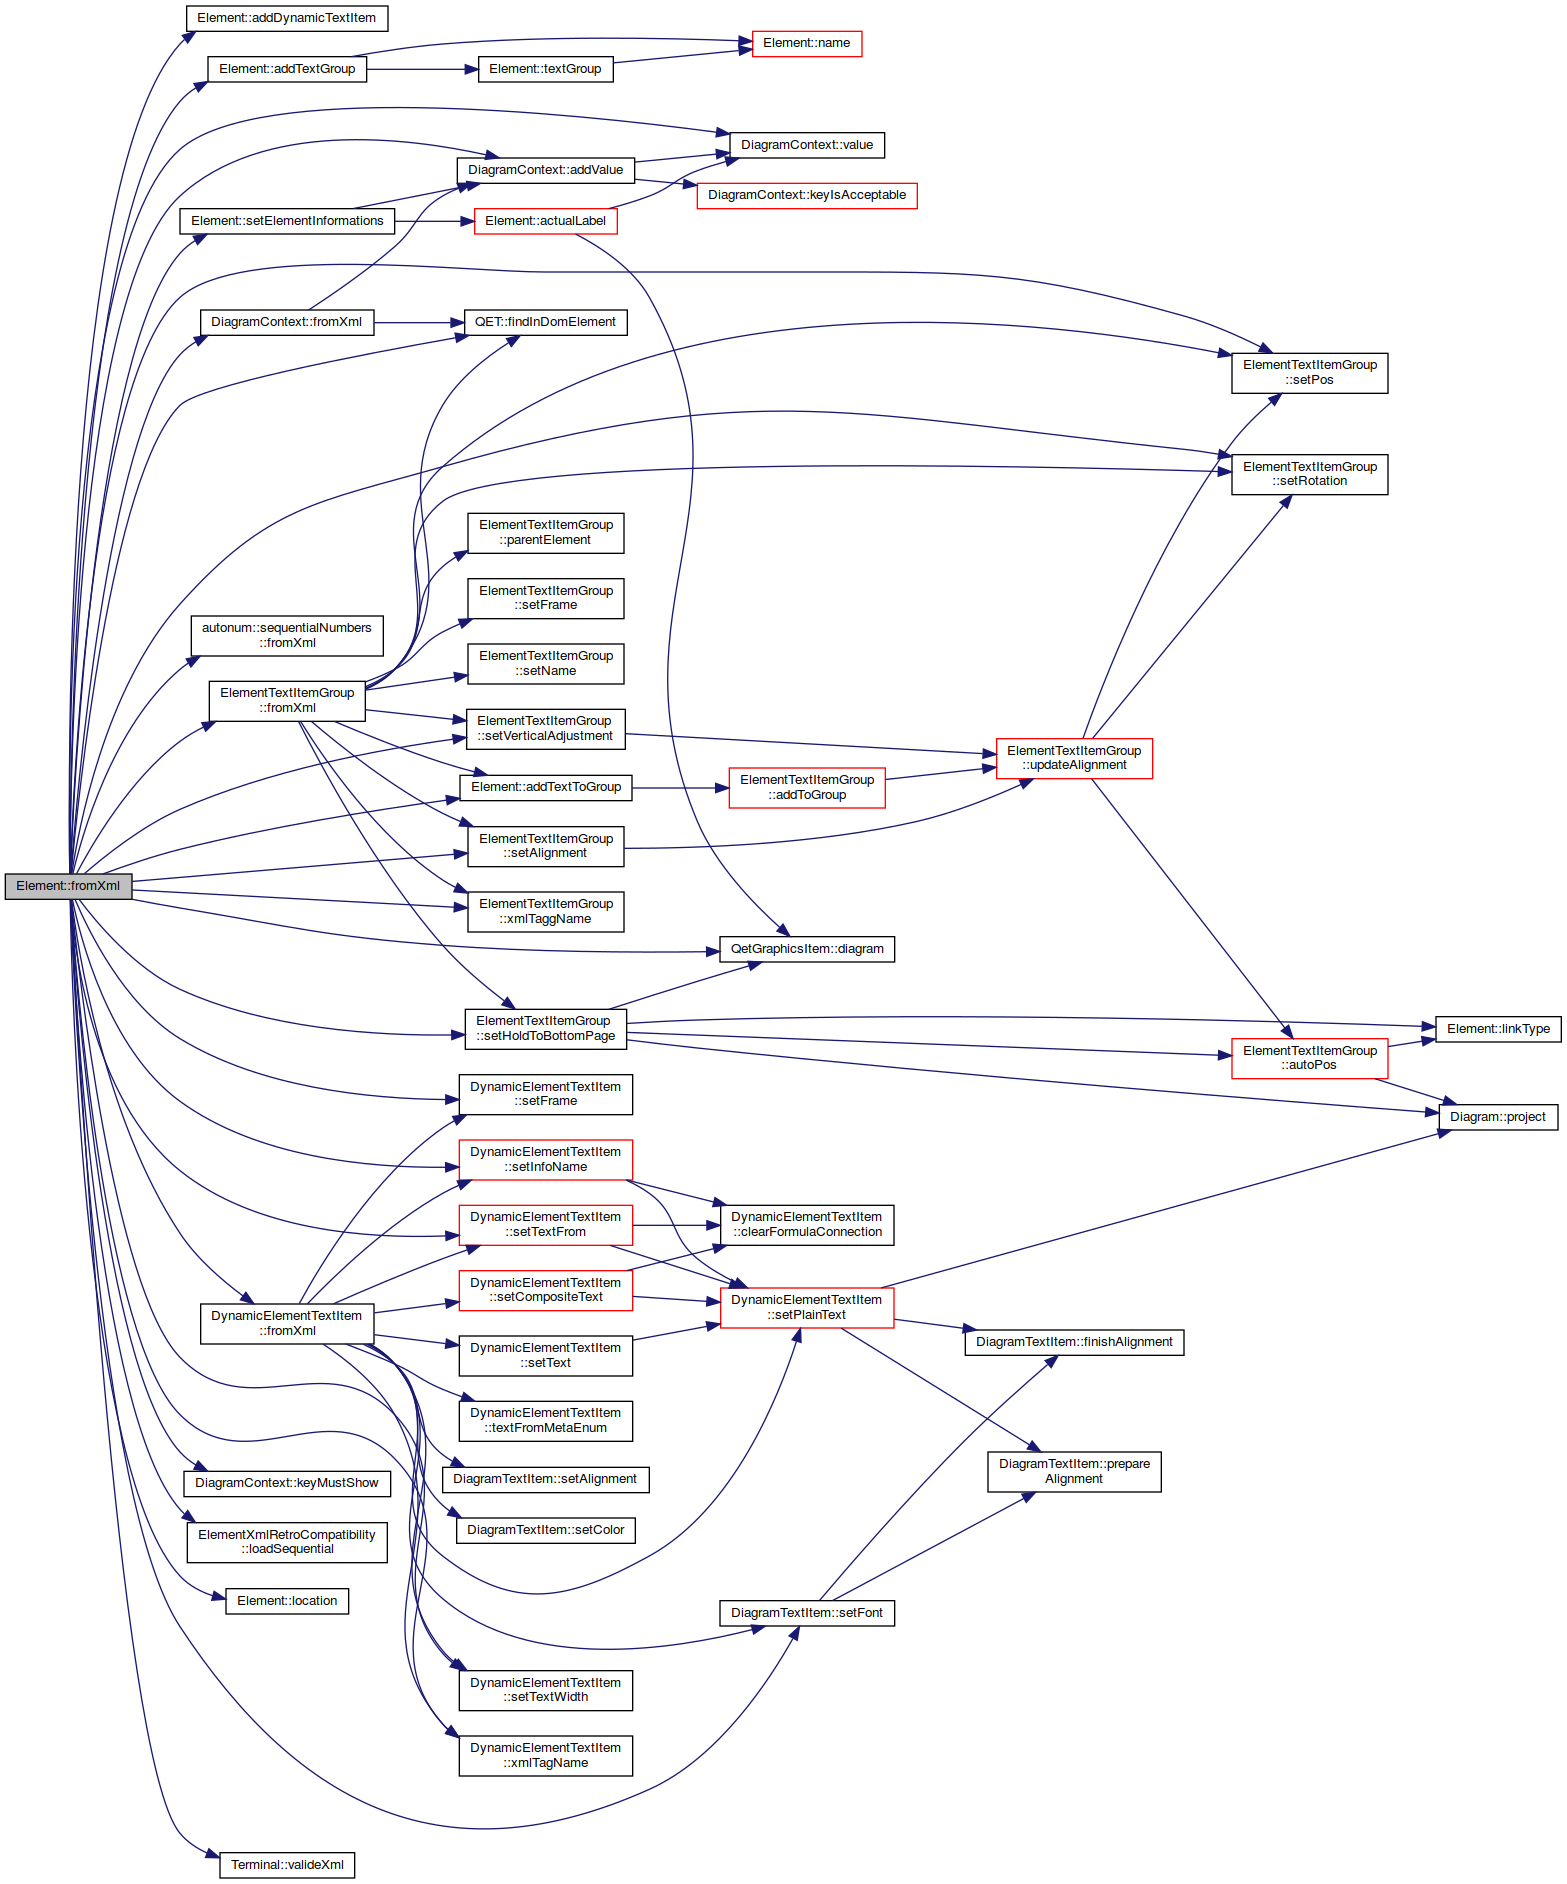 Element::addDynamicTextItem
Element::name
Element::addTextGroup
Element::textGroup
DiagramContext::value
DiagramContext::addValue
DiagramContext::keyIsAcceptable
Element::setElementInformations
Element::actualLabel
DiagramContext::fromXml
QET::findInDomElement
ElementTextItemGroup
::setPos
ElementTextItemGroup
::setRotation
ElementTextItemGroup
::parentElement
ElementTextItemGroup
::setFrame
autonum::sequentialNumbers
::fromXml
ElementTextItemGroup
::setName
ElementTextItemGroup
::fromXml
ElementTextItemGroup
::setVerticalAdjustment
ElementTextItemGroup
::updateAlignment
Element::addTextToGroup
ElementTextItemGroup
::addToGroup
ElementTextItemGroup
::setAlignment
Element::fromXml
ElementTextItemGroup
::xmlTaggName
QetGraphicsItem::diagram
ElementTextItemGroup
::setHoldToBottomPage
Element::linkType
ElementTextItemGroup
::autoPos
DynamicElementTextItem
::setFrame
Diagram::project
DynamicElementTextItem
::setInfoName
DynamicElementTextItem
::setTextFrom
DynamicElementTextItem
::clearFormulaConnection
DynamicElementTextItem
::setCompositeText
DynamicElementTextItem
::setPlainText
DynamicElementTextItem
::fromXml
DynamicElementTextItem
::setText
DiagramTextItem::finishAlignment
DynamicElementTextItem
::textFromMetaEnum
DiagramTextItem::prepare
Alignment
DiagramContext::keyMustShow
DiagramTextItem::setAlignment
ElementXmlRetroCompatibility
::loadSequential
DiagramTextItem::setColor
Element::location
DiagramTextItem::setFont
DynamicElementTextItem
::setTextWidth
DynamicElementTextItem
::xmlTagName
Terminal::valideXml